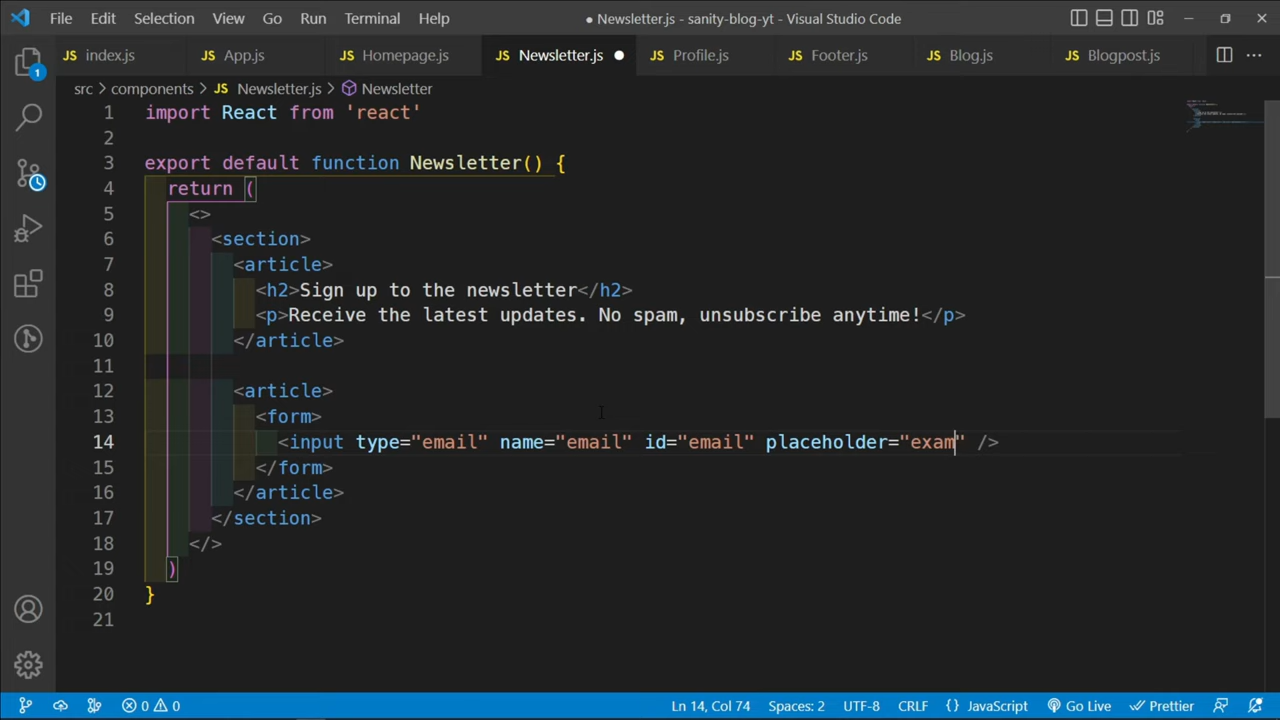 File Edit Selection View Go Run Terminal Help ● Newsletter.js - sanity-blog-yt - Visual Studio Code
JS index.js JS App.js JS Homepage.js JS Newsletter.js ● JS Profile.js JS Footer.js JS Blog.js JS Blogpost.js ···
src > components > JS Newsletter.js > Newsletter
1 import React from 'react'
2
3 export default function Newsletter() {
4 return (
5 <>
6 <section>
7 <article>
8 <h2>Sign up to the newsletter</h2>
9 <p>Receive the latest updates. No spam, unsubscribe anytime!</p>
10 </article>
11
12 <article>
13 <form>
14 <input type="email" name="email" id="email" placeholder="exam" />
15 </form>
16 </article>
17 </section>
18 </>
19 )
20 }
21
1
0 0 Ln 14, Col 74 Spaces: 2 UTF-8 CRLF {} JavaScript Go Live Prettier